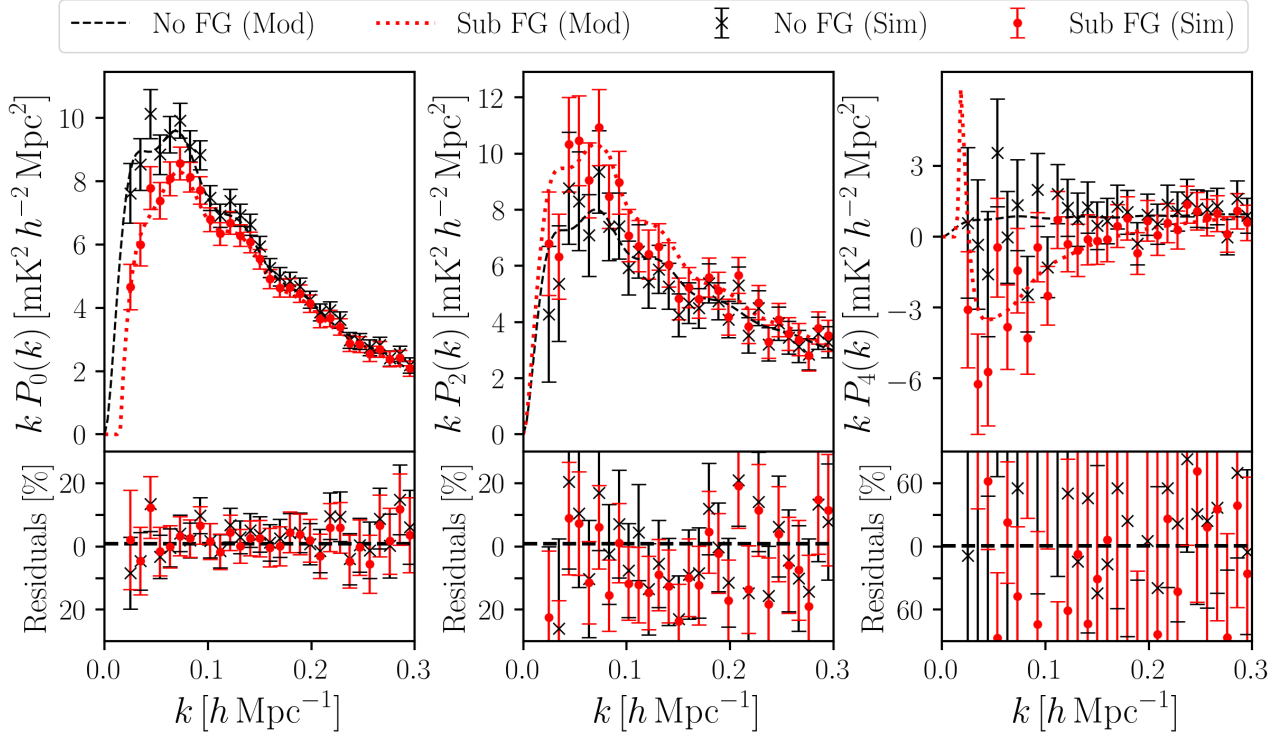 No FG (Mod) Sub FG (Mod) No FG (Sim) Sub FG (Sim)
k P₀(k) [mK² h⁻² Mpc²]
10
8
6
4
2
0
k P₂(k) [mK² h⁻² Mpc²]
12
10
8
6
4
2
0
k P₄(k) [mK² h⁻² Mpc²]
3
0
−3
−6
Residuals [%]
20
0
20
0.0 0.1 0.2 0.3
k [h Mpc⁻¹]
Residuals [%]
20
0
20
0.0 0.1 0.2 0.3
k [h Mpc⁻¹]
Residuals [%]
60
0
60
0.0 0.1 0.2 0.3
k [h Mpc⁻¹]